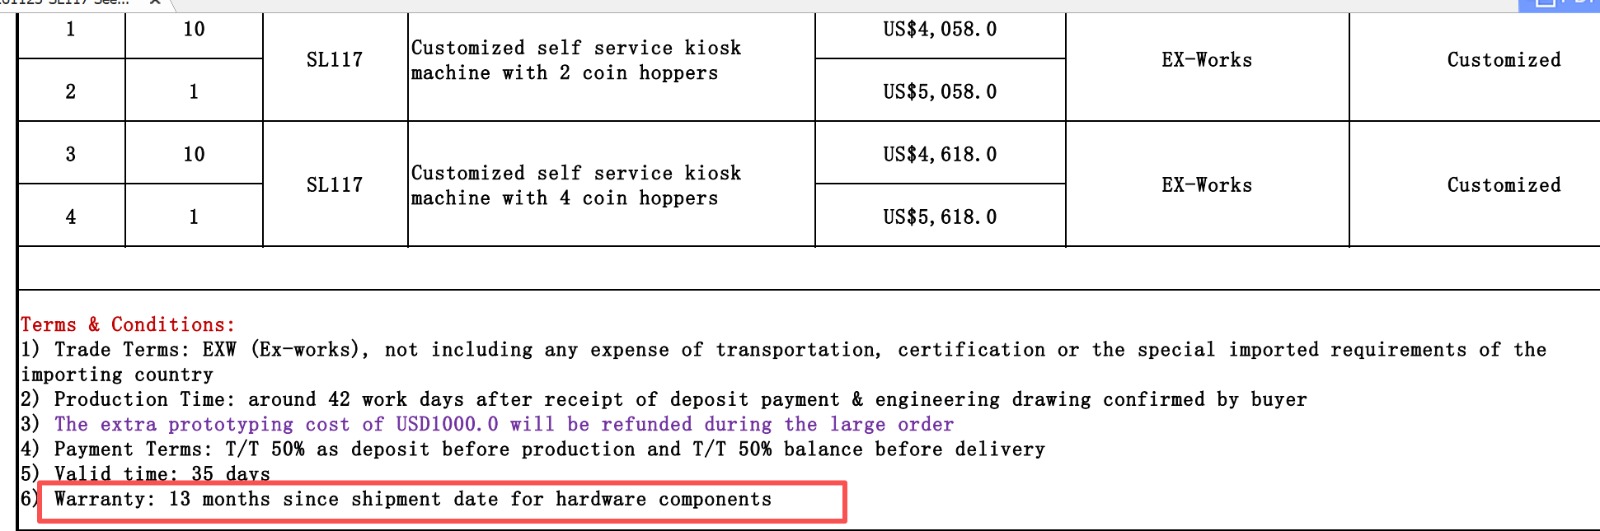 1
10
SL117
Customized self service kiosk
machine with 2 coin hoppers
US$4,058.0
EX-Works
Customized
2
1
US$5,058.0
3
10
SL117
Customized self service kiosk
machine with 4 coin hoppers
US$4,618.0
EX-Works
Customized
4
1
US$5,618.0
Terms & Conditions:
1) Trade Terms: EXW (Ex-works), not including any expense of transportation, certification or the special imported requirements of the
importing country
2) Production Time: around 42 work days after receipt of deposit payment & engineering drawing confirmed by buyer
3) The extra prototyping cost of USD1000.0 will be refunded during the large order
4) Payment Terms: T/T 50% as deposit before production and T/T 50% balance before delivery
5) Valid time: 35 days
6) Warranty: 13 months since shipment date for hardware components